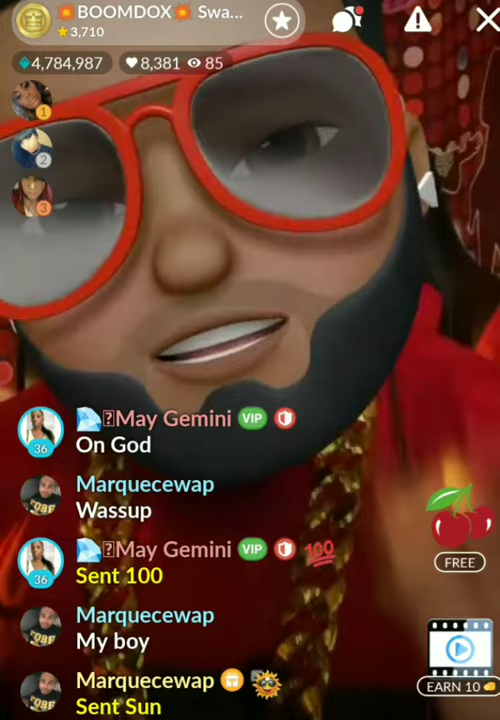 💥BOOMDOX💥 Swa...
3,710
4,784,987
8,381 85
1
2
3
May Gemini VIP
36
On God
Marquecewap
Wassup
May Gemini VIP 100
36
Sent 100
Marquecewap
My boy
FREE
Marquecewap
Sent Sun
EARN 10